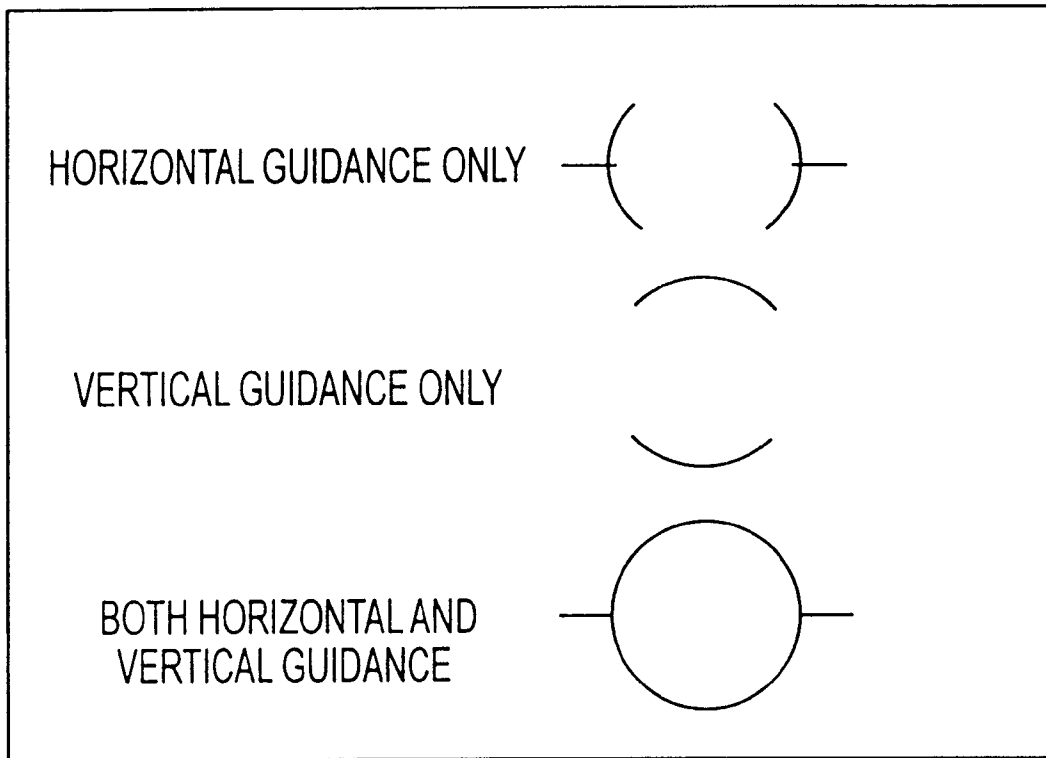 HORIZONTAL GUIDANCE ONLY
VERTICAL GUIDANCE ONLY
BOTH HORIZONTAL AND
VERTICAL GUIDANCE